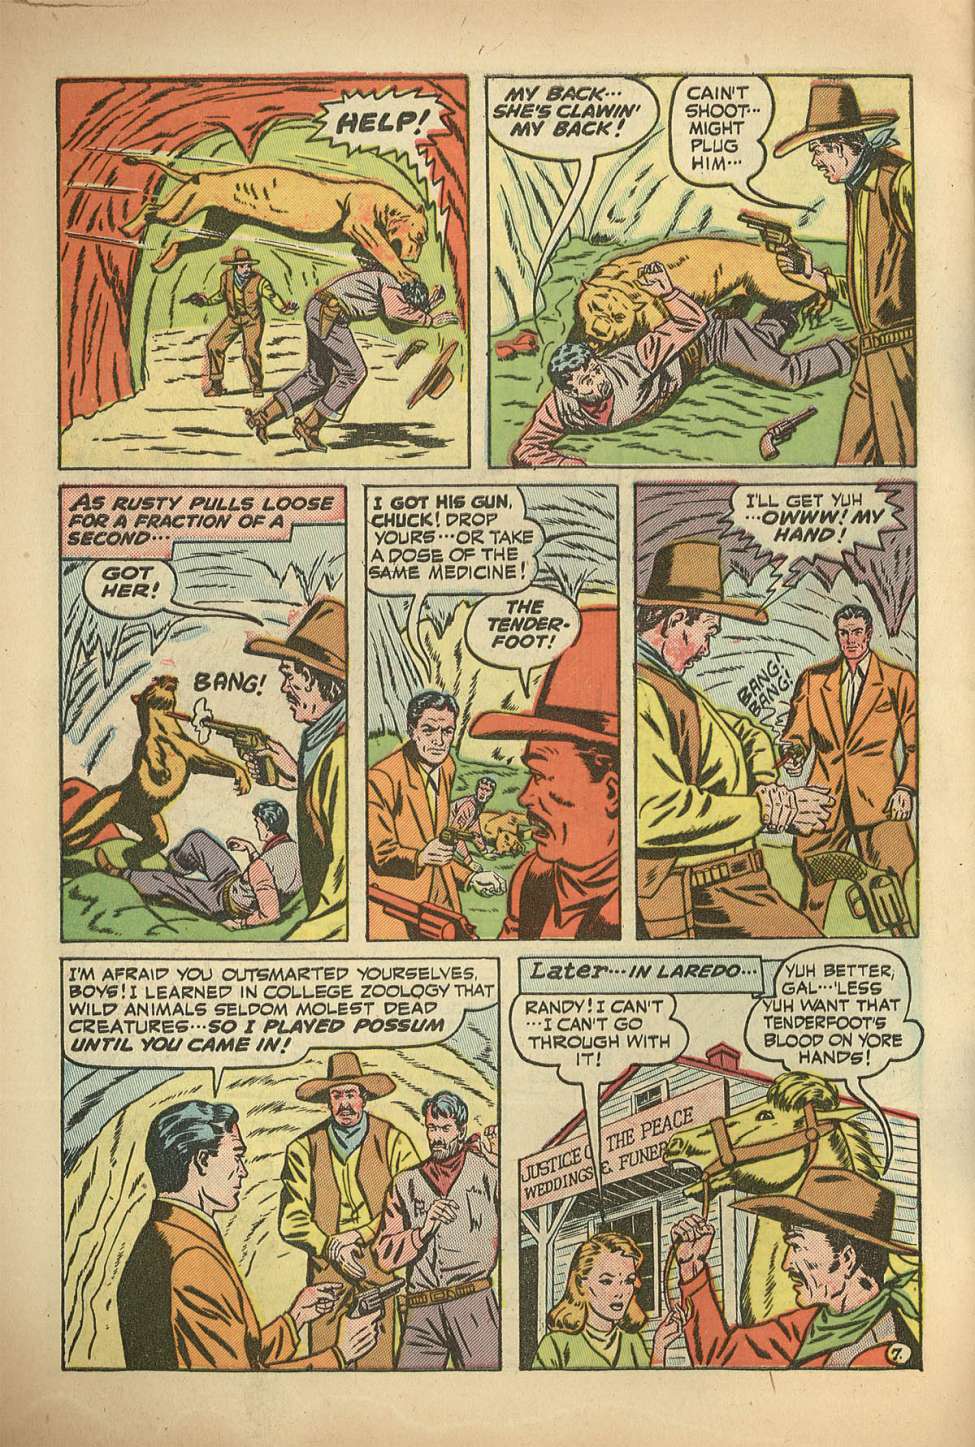 HELP!
MY BACK...
SHE'S CLAWIN'
MY BACK!
CAIN'T
SHOOT...
MIGHT
PLUG
HIM...
AS RUSTY PULLS LOOSE
FOR A FRACTION OF A
SECOND...
GOT
HER!
BANG!
I GOT HIS GUN,
CHUCK! DROP
YOURS...OR TAKE
A DOSE OF THE
SAME MEDICINE!
THE
TENDER-
FOOT!
I'LL GET YUH
...OWWW! MY
HAND!
BANG!
BANG!
I'M AFRAID YOU OUTSMARTED YOURSELVES,
BOYS! I LEARNED IN COLLEGE ZOOLOGY THAT
WILD ANIMALS SELDOM MOLEST DEAD
CREATURES...SO I PLAYED POSSUM
UNTIL YOU CAME IN!
Later...IN LAREDO...
RANDY! I CAN'T
...I CAN'T GO
THROUGH WITH
IT!
YUH BETTER,
GAL...'LESS
YUH WANT THAT
TENDERFOOT'S
BLOOD ON YORE
HANDS!
JUSTICE O THE PEACE
WEDDINGS & FUNER
7.